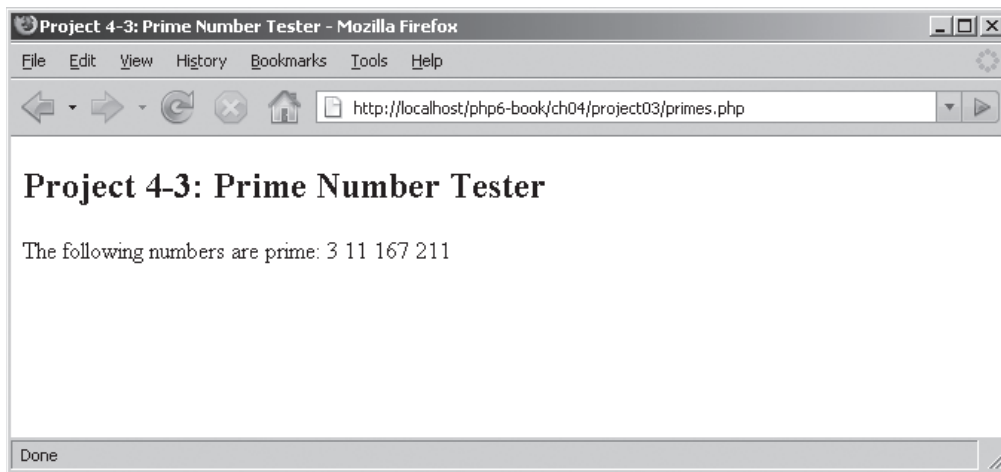 Project 4-3: Prime Number Tester - Mozilla Firefox
File Edit View History Bookmarks Tools Help
http://localhost/php6-book/ch04/project03/primes.php
Project 4-3: Prime Number Tester
The following numbers are prime: 3 11 167 211
Done